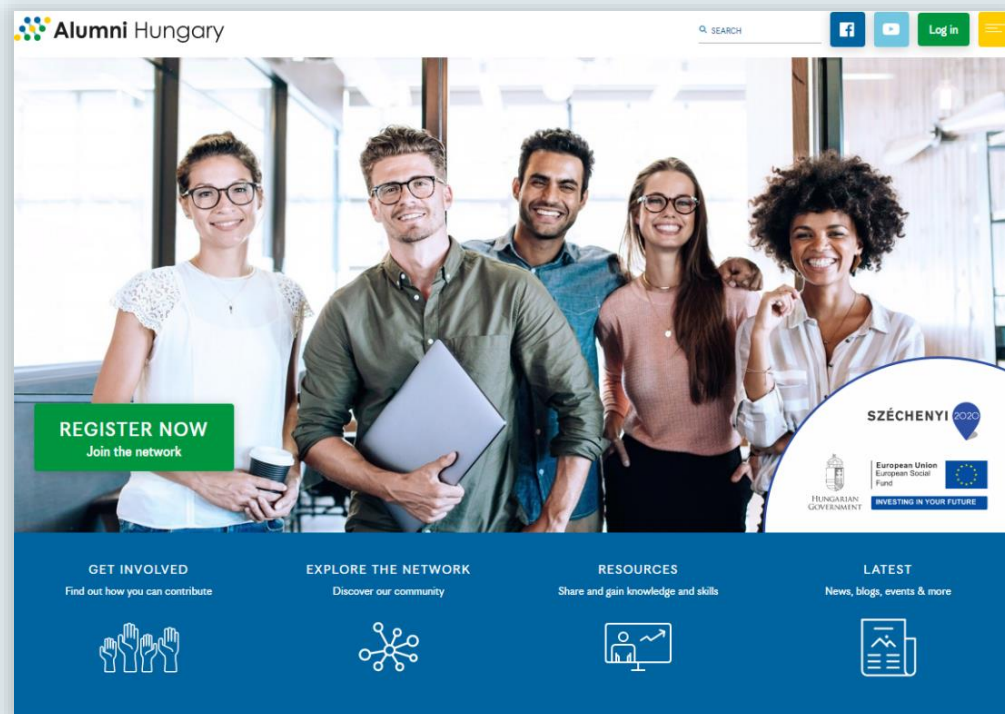 Alumni Hungary
SEARCH
Log in
REGISTER NOW
Join the network
SZÉCHENYI 2020
HUNGARIAN
GOVERNMENT
European Union
European Social
Fund
INVESTING IN YOUR FUTURE
GET INVOLVED
Find out how you can contribute
EXPLORE THE NETWORK
Discover our community
RESOURCES
Share and gain knowledge and skills
LATEST
News, blogs, events & more